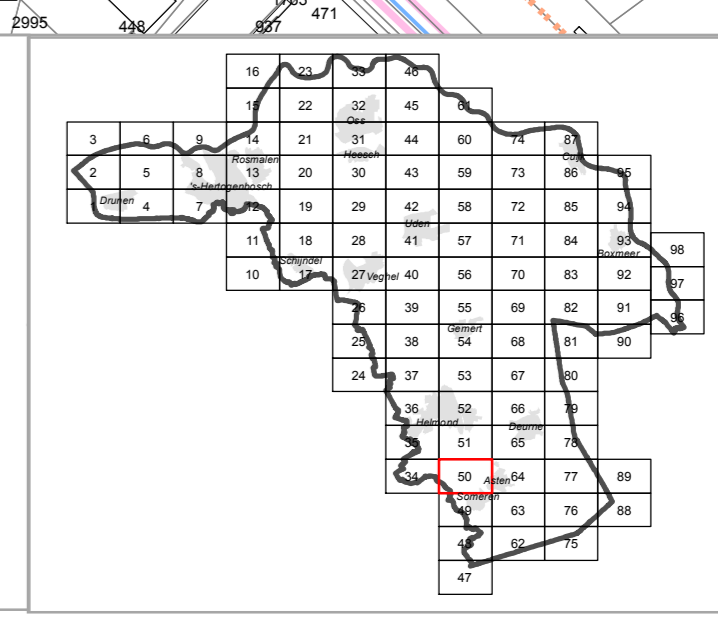 1763
471
2995
448
937
16 23 33 46
15 22 32 45 61
Oss
3 6 9 14 21 31 44 60 74 87
Rosmalen Heesch Cuijk
2 5 8 13 20 30 43 59 73 86 95
's-Hertogenbosch
Drunen
1 4 7 12 19 29 42 58 72 85 94
Uden
11 18 28 41 57 71 84 93 98
Schijndel Boxmeer
10 17 27 Veghel 40 56 70 83 92 97
26 39 55 69 82 91 96
Gemert
25 38 54 68 81 90
24 37 53 67 80
36 52 66 79
Helmond Deurne
35 51 65 78
34 50 64 77 89
Asten
Someren
49 63 76 88
48 62 75
47